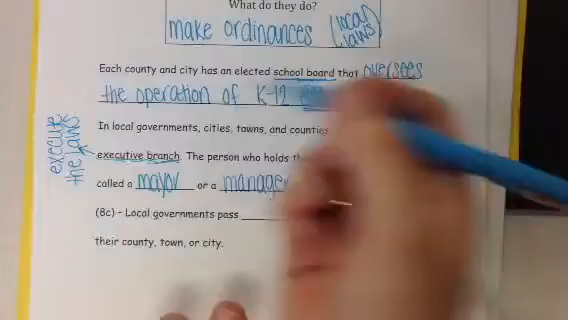 What do they do?
make ordinances (local laws)
Each county and city has an elected school board that oversees
the operation of K-12
In local governments, cities, towns, and counties
executive branch. The person who holds
called a mayor or a manager
(8c) - Local governments pass
their county, town, or city.
execute
the laws